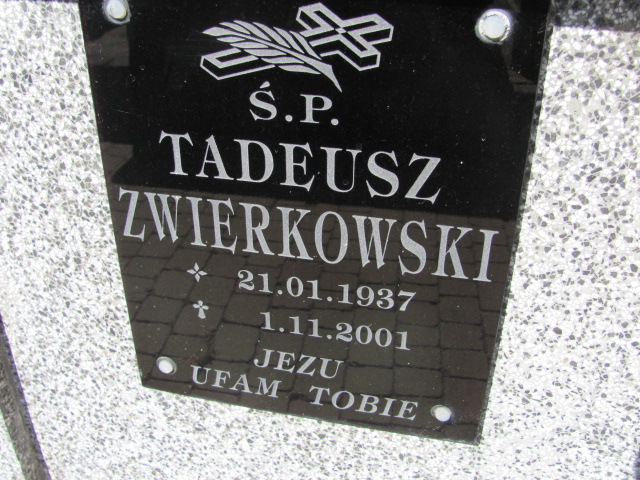 Ś.P.
TADEUSZ
ZWIERKOWSKI
21.01.1937
1.11.2001
JEZU
UFAM TOBIE